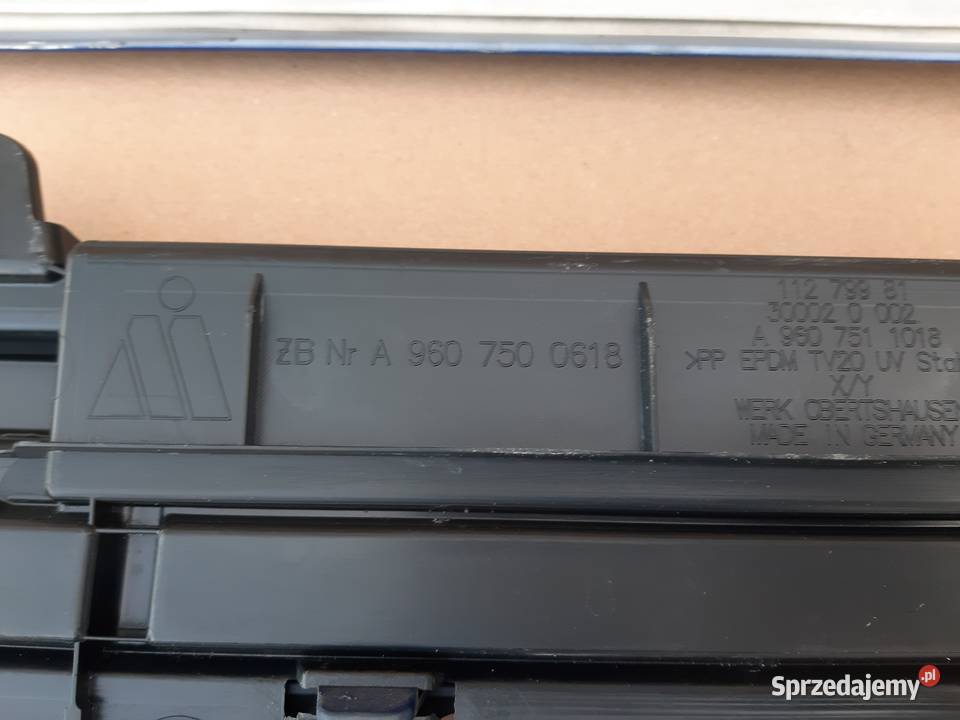 ZB Nr A 960 750 0618
112 799 81
30002 0 002
A 960 751 1018
>PP EPDM TV20 UV Stab
X/Y
WERK OBERTSHAUSEN
MADE IN GERMANY
Sprzedajemy.pl